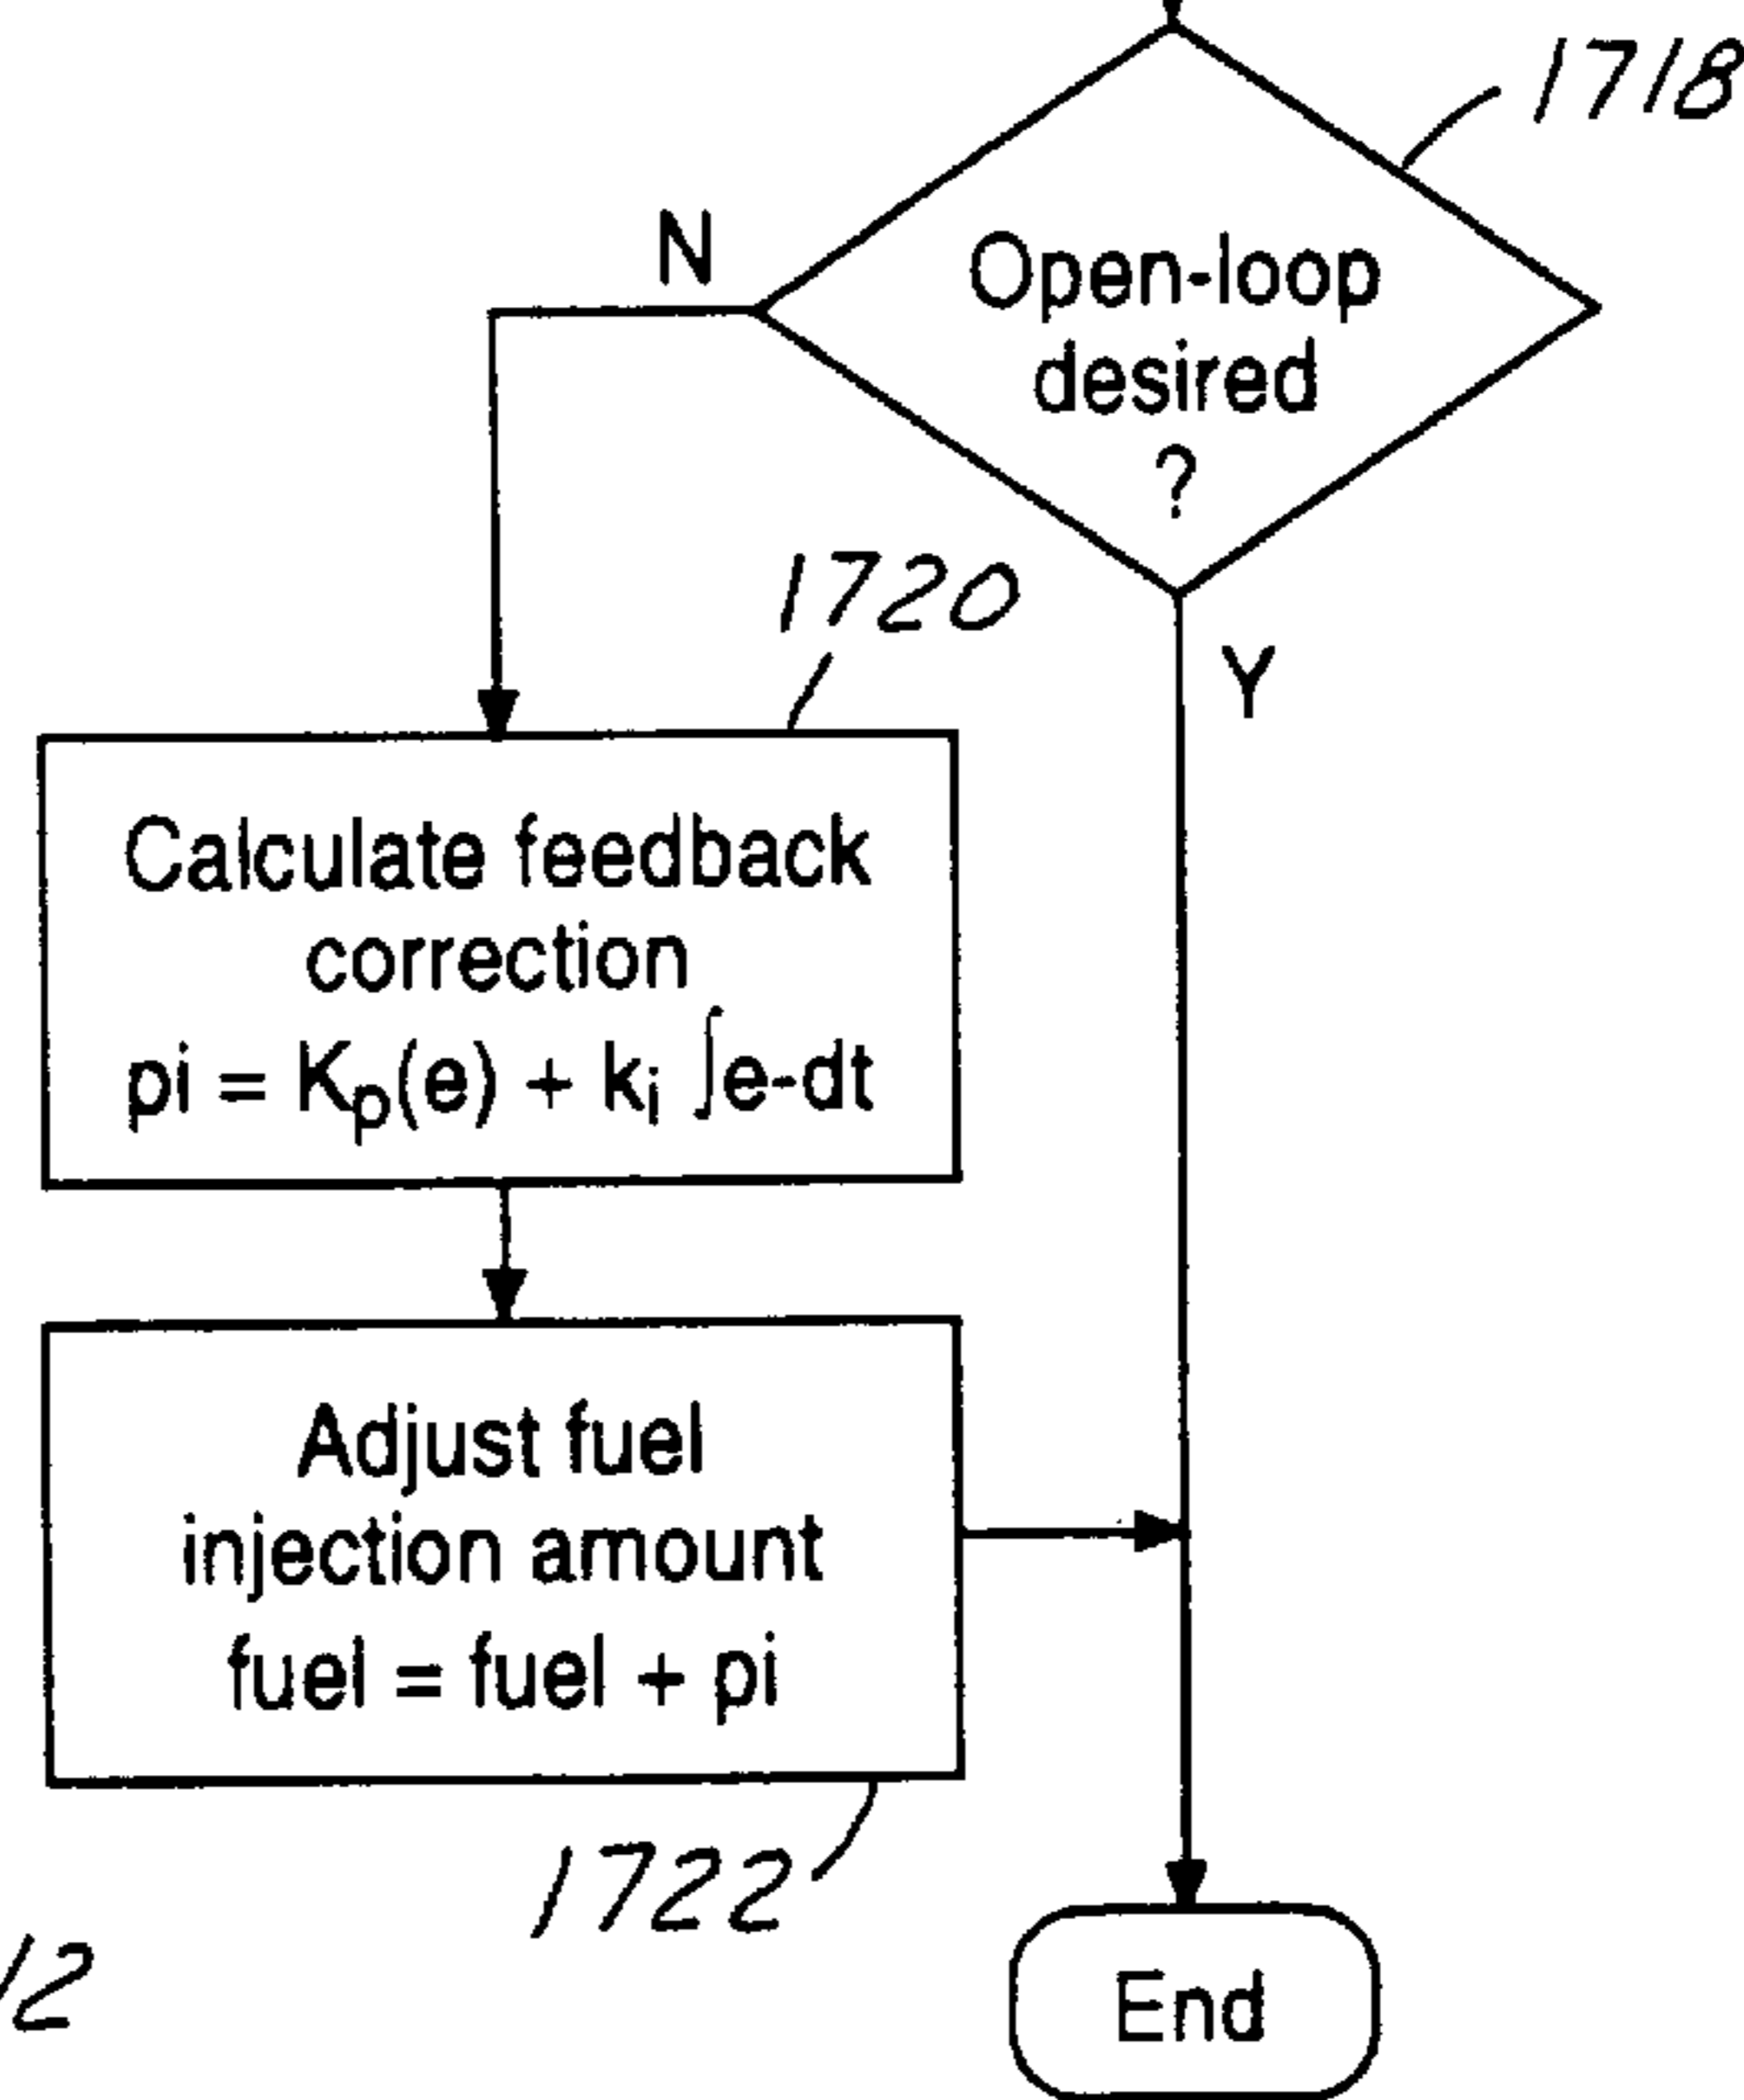 1718
N
Open-loop
desired
?
1720
Y
Calculate feedback
correction
pi = Kp(e) + ki ∫e-dt
Adjust fuel
injection amount
fuel = fuel + pi
1722
End